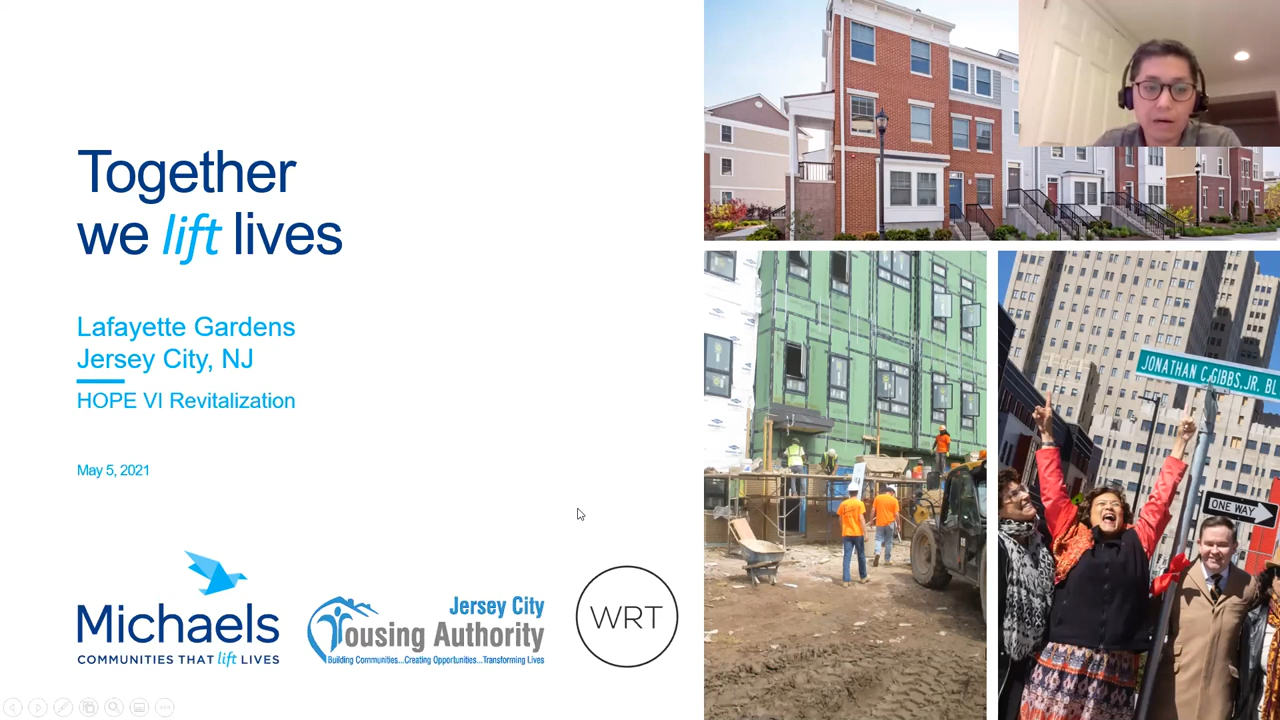 Together
we lift lives
Lafayette Gardens
Jersey City, NJ
HOPE VI Revitalization
May 5, 2021
Michaels
COMMUNITIES THAT lift LIVES
Jersey City
Housing Authority
Building Communities...Creating Opportunities...Transforming Lives
WRT
JONATHAN C. GIBBS, JR. BL
ONE WAY